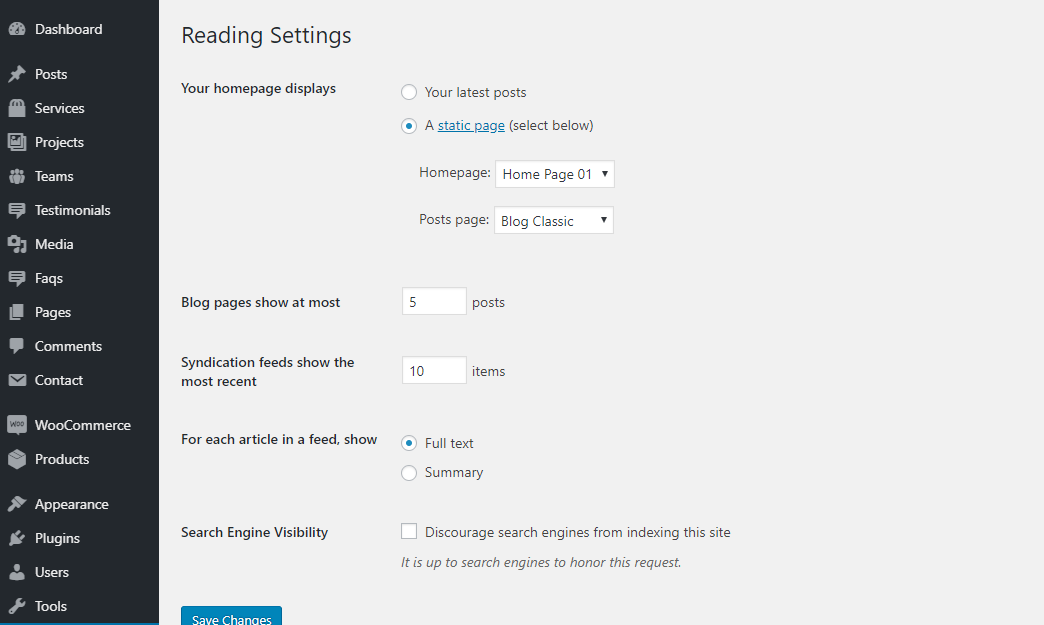 Dashboard
Posts
Services
Projects
Teams
Testimonials
Media
Faqs
Pages
Comments
Contact
WOO WooCommerce
Products
Appearance
Plugins
Users
Tools
Reading Settings
Your homepage displays
Your latest posts
A static page (select below)
Homepage: Home Page 01
Posts page: Blog Classic
Blog pages show at most 5 posts
Syndication feeds show the
most recent
10 items
For each article in a feed, show
Full text
Summary
Search Engine Visibility
Discourage search engines from indexing this site
It is up to search engines to honor this request.
Save Changes